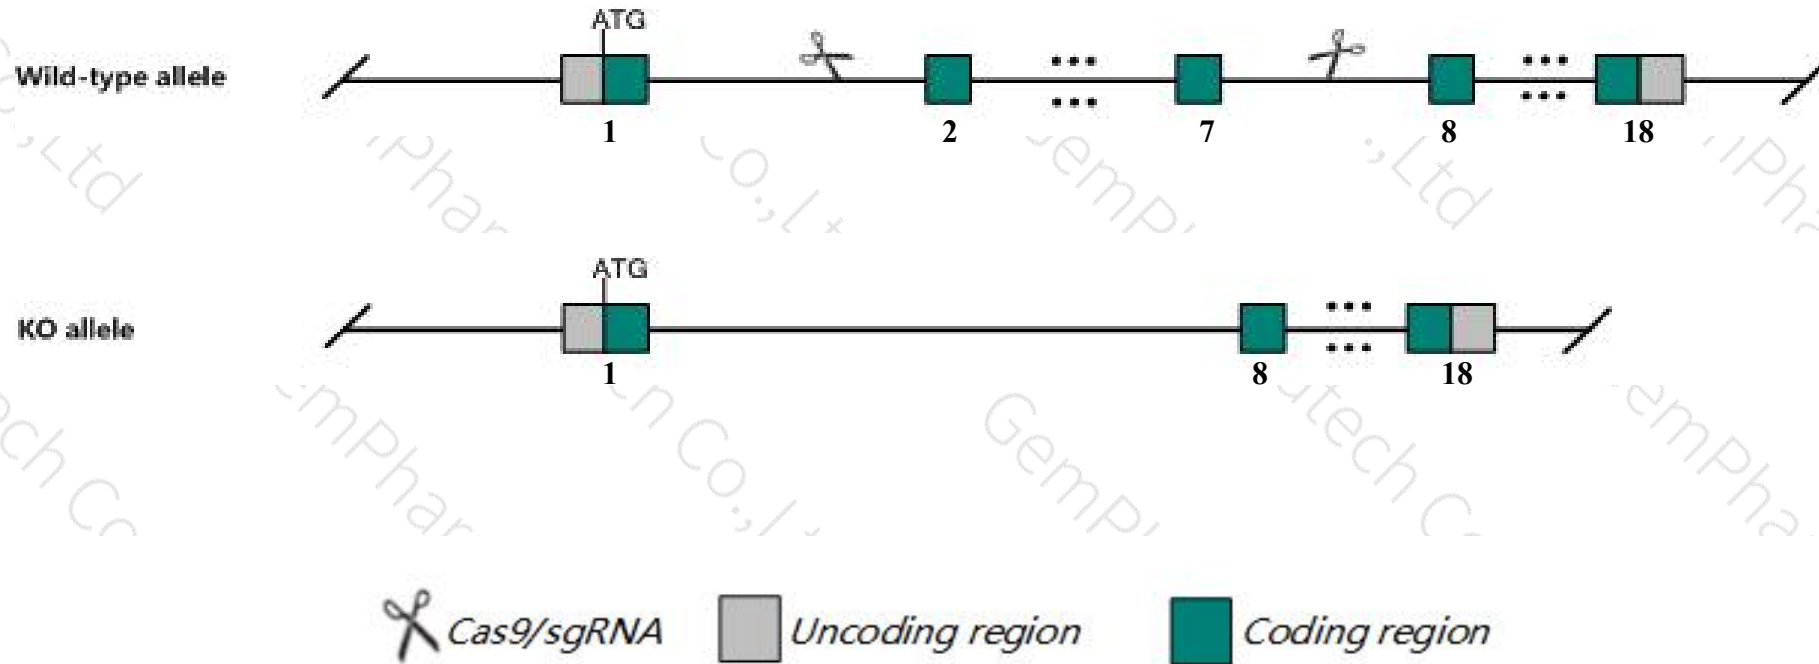 ATG
Wild-type allele
1 2 7 8 18
ATG
KO allele
1 8 18
Cas9/sgRNA Uncoding region Coding region